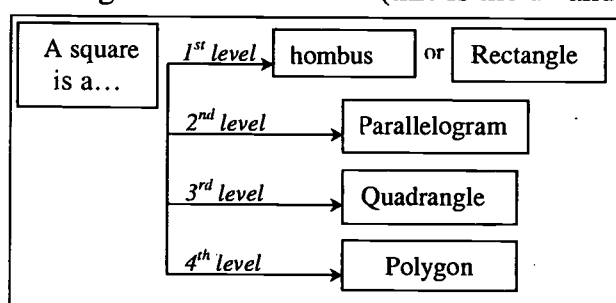 A square
is a...
1st level hombus or Rectangle
2nd level Parallelogram
3rd level Quadrangle
4th level Polygon